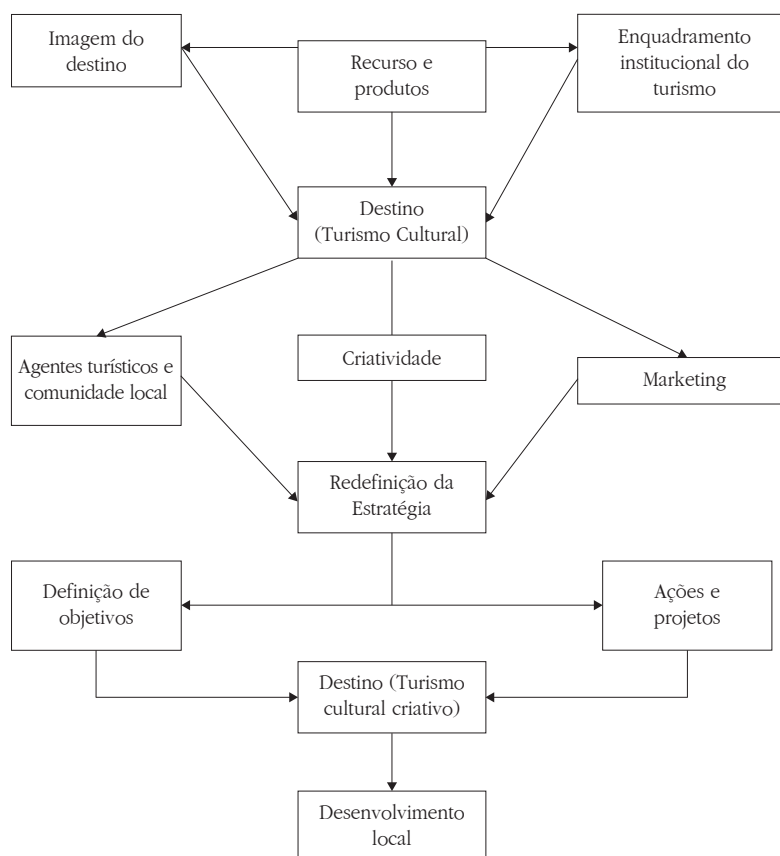 Imagem do
destino
Recurso e
produtos
Enquadramento
institucional do
turismo
Destino
(Turismo Cultural)
Agentes turísticos e
comunidade local
Criatividade
Marketing
Redefinição da
Estratégia
Definição de
objetivos
Ações e
projetos
Destino (Turismo
cultural criativo)
Desenvolvimento
local